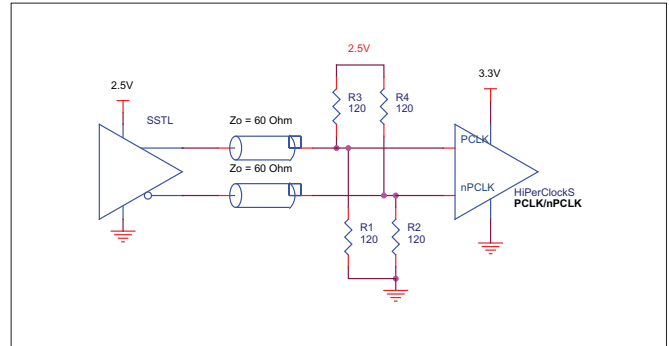 2.5V
SSTL
Zo = 60 Ohm
Zo = 60 Ohm
2.5V
R3
120
R4
120
3.3V
PCLK
nPCLK
HiPerClockS
PCLK/nPCLK
R1
120
R2
120